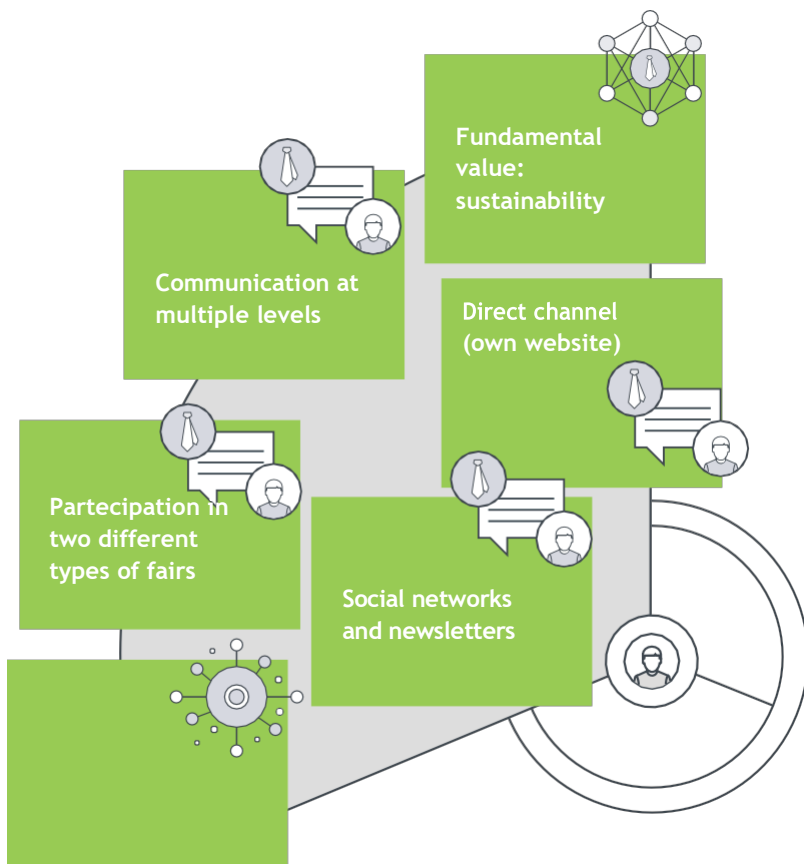 Fundamental
value:
sustainability
Communication at
multiple levels
Direct channel
(own website)
Partecipation in
two different
types of fairs
Social networks
and newsletters